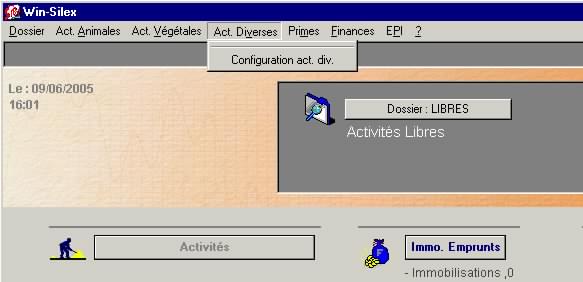 Win-Silex
Dossier Act. Animales Act. Végétales Act. Diverses Primes Finances EPI ?
Configuration act. div.
Le : 09/06/2005
16:01
Dossier : LIBRES
Activités Libres
Activités
Immo. Emprunts
- Immobilisations ,0